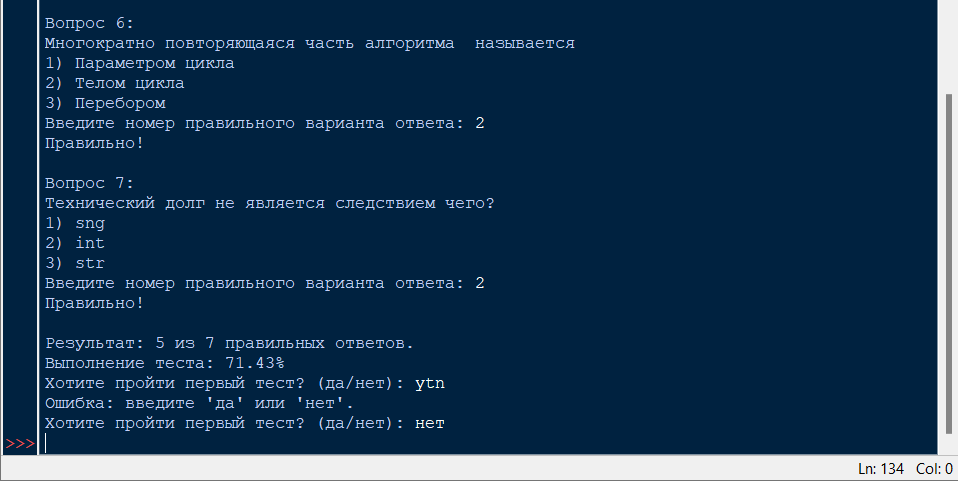 Вопрос 6:
Многократно повторяющаяся часть алгоритма  называется
1) Параметром цикла
2) Телом цикла
3) Перебором
Введите номер правильного варианта ответа: 2
Правильно!
Вопрос 7:
Технический долг не является следствием чего?
1) sng
2) int
3) str
Введите номер правильного варианта ответа: 2
Правильно!
Результат: 5 из 7 правильных ответов.
Выполнение теста: 71.43%
Хотите пройти первый тест? (да/нет): ytn
Ошибка: введите 'да' или 'нет'.
Хотите пройти первый тест? (да/нет): нет
>>>
Ln: 134 Col: 0